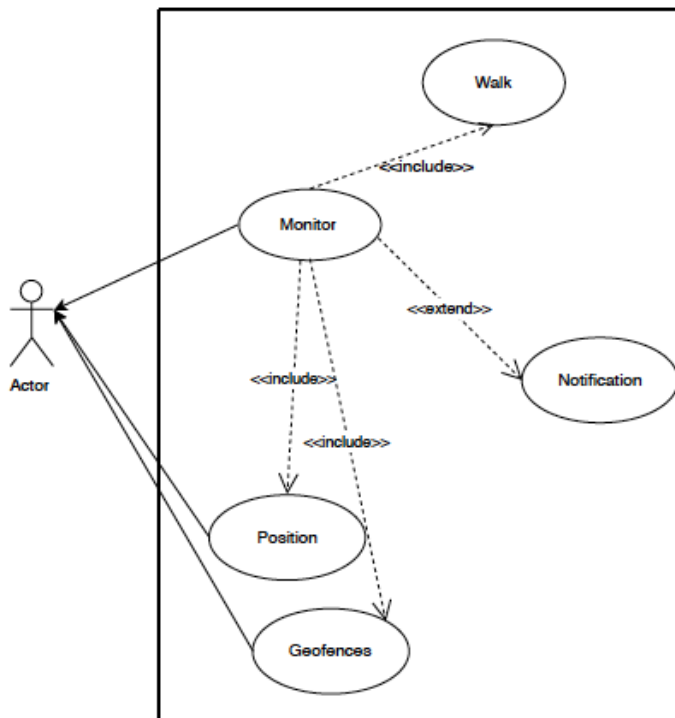 Walk
<<include>>
Monitor
<<extend>>
Actor
Notification
<<include>>
<<include>>
Position
Geofences